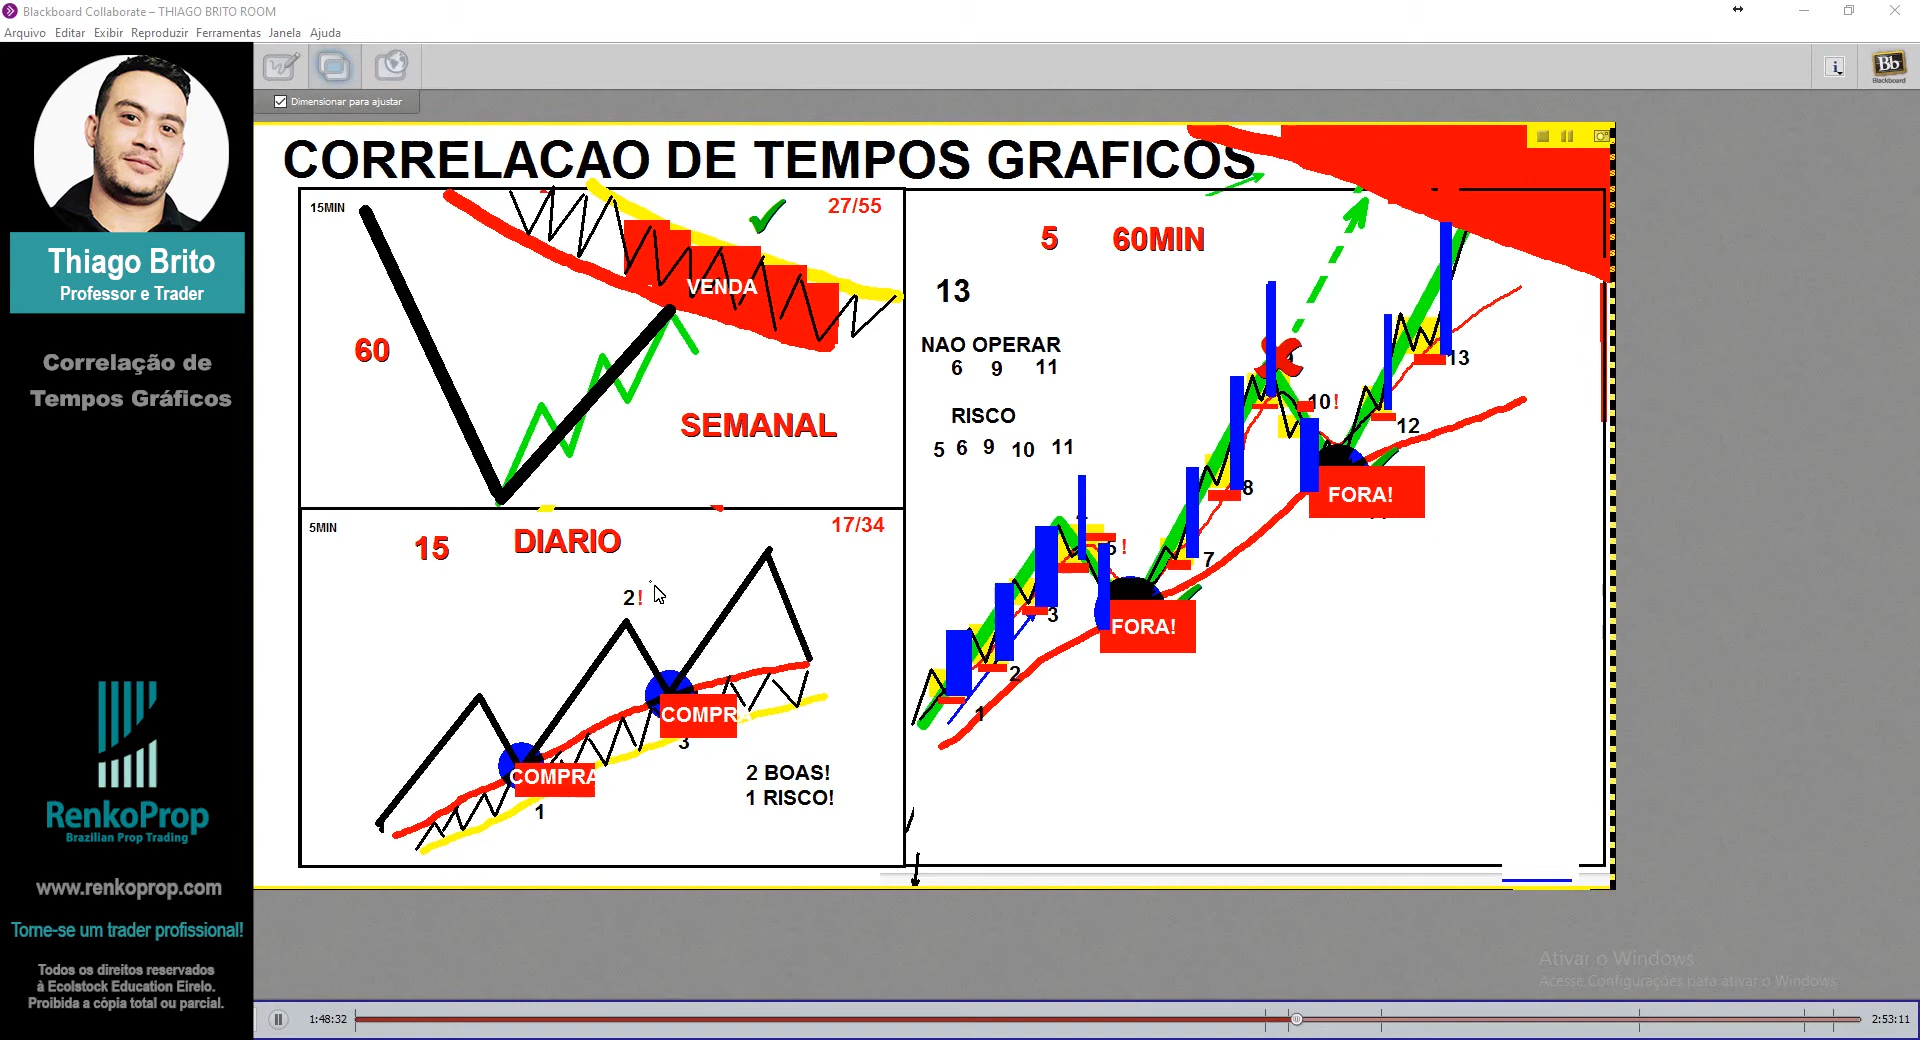 Blackboard Collaborate – THIAGO BRITO ROOM
Arquivo Editar Exibir Reproduzir Ferramentas Janela Ajuda
Thiago Brito
Professor e Trader
Correlação de
Tempos Gráficos
RenkoProp
Brazilian Prop Trading
www.renkoprop.com
Torne-se um trader profissional!
Todos os direitos reservados
à Ecolstock Education Eirelo.
Proibida a cópia total ou parcial.
Dimensionar para ajustar
Bb
Blackboard
CORRELACAO DE TEMPOS GRAFICOS
15MIN
27/55
VENDA
60
SEMANAL
5MIN
17/34
15
DIARIO
2!
COMPRA
3
COMPRA
1
2 BOAS!
1 RISCO!
5 60MIN
13
NAO OPERAR
6 9 11
RISCO
5 6 9 10 11
13
10!
12
8
FORA!
5!
7
3
FORA!
2
1
Ativar o Windows
Acesse Configurações para ativar o Windows.
1:48:32
2:53:11